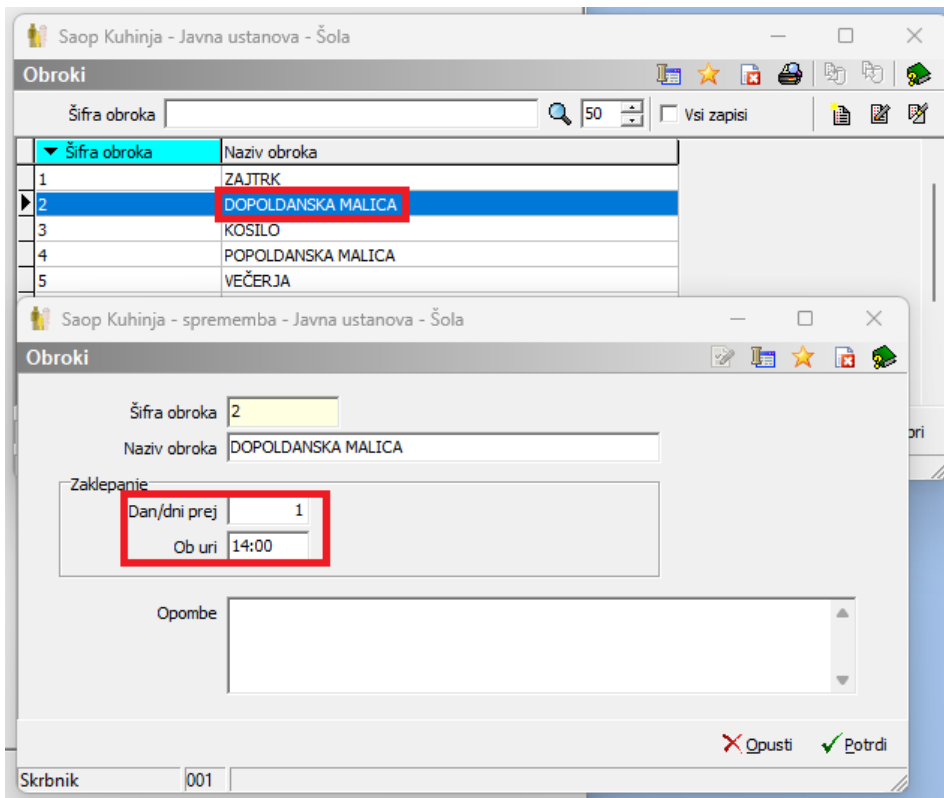 Saop Kuhinja - Javna ustanova - Šola
Obroki
Šifra obroka 50 Vsi zapisi
Šifra obroka Naziv obroka
1 ZAJTRK
2 DOPOLDANSKA MALICA
3 KOSILO
4 POPOLDANSKA MALICA
5 VEČERJA
Saop Kuhinja - sprememba - Javna ustanova - Šola
Obroki
Šifra obroka 2
pri
Naziv obroka DOPOLDANSKA MALICA
Zaklepanje
Dan/dni prej 1
Ob uri 14:00
Opombe
Opusti Potrdi
Skrbnik 001